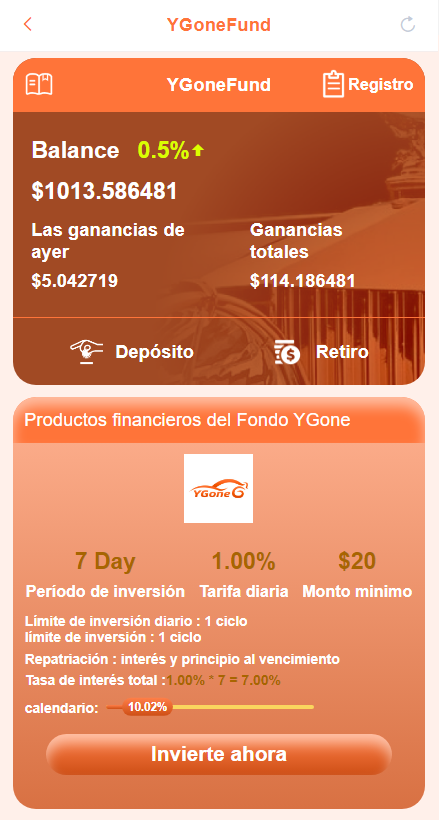 YGoneFund
YGoneFund
Registro
Balance 0.5%
$1013.586481
Las ganancias de
ayer
Ganancias
totales
$5.042719
$114.186481
Depósito
Retiro
Productos financieros del Fondo YGone
YGone
7 Day
1.00%
$20
Período de inversión
Tarifa diaria
Monto minimo
Límite de inversión diario : 1 ciclo
límite de inversión : 1 ciclo
Repatriación : interés y principio al vencimiento
Tasa de interés total :1.00% * 7 = 7.00%
calendario: 10.02%
Invierte ahora